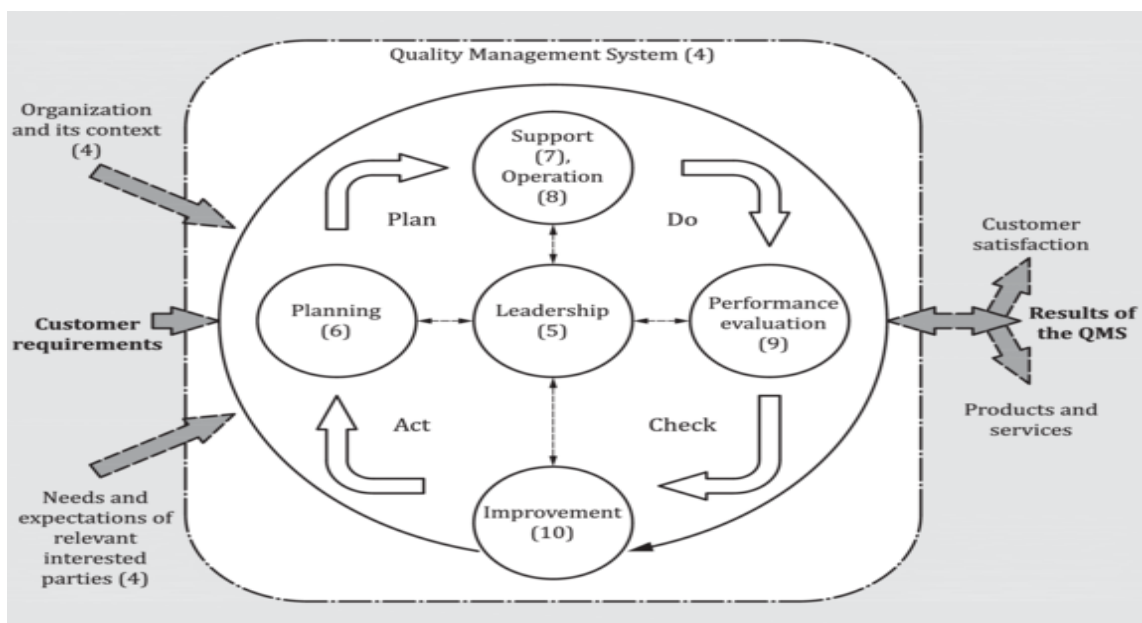 Quality Management System (4)
Organization
and its context
(4)
Support
(7),
Operation
(8)
Plan
Do
Customer
satisfaction
Customer
requirements
Planning
(6)
Leadership
(5)
Performance
evaluation
(9)
Results of
the QMS
Act
Check
Products and
services
Needs and
expectations of
relevant
interested
parties (4)
Improvement
(10)